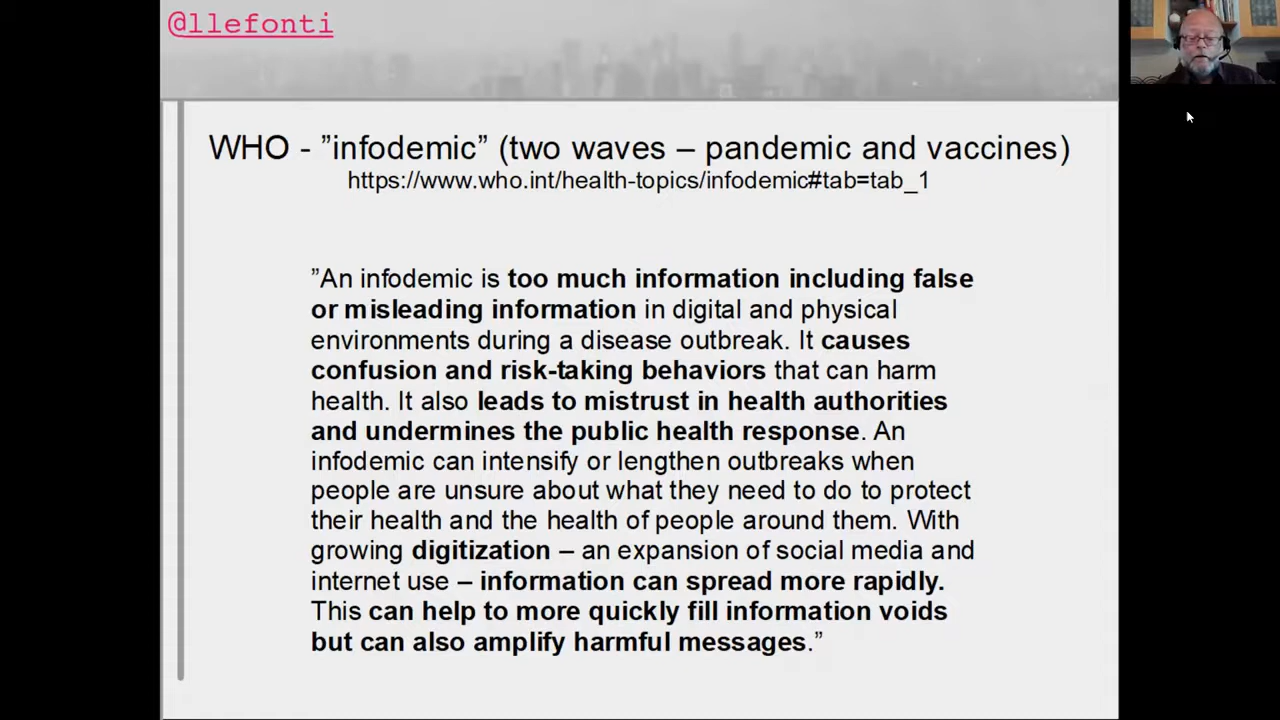 @llefonti
WHO - ”infodemic” (two waves – pandemic and vaccines)
https://www.who.int/health-topics/infodemic#tab=tab_1
”An infodemic is too much information including false
or misleading information in digital and physical
environments during a disease outbreak. It causes
confusion and risk-taking behaviors that can harm
health. It also leads to mistrust in health authorities
and undermines the public health response. An
infodemic can intensify or lengthen outbreaks when
people are unsure about what they need to do to protect
their health and the health of people around them. With
growing digitization – an expansion of social media and
internet use – information can spread more rapidly.
This can help to more quickly fill information voids
but can also amplify harmful messages.”